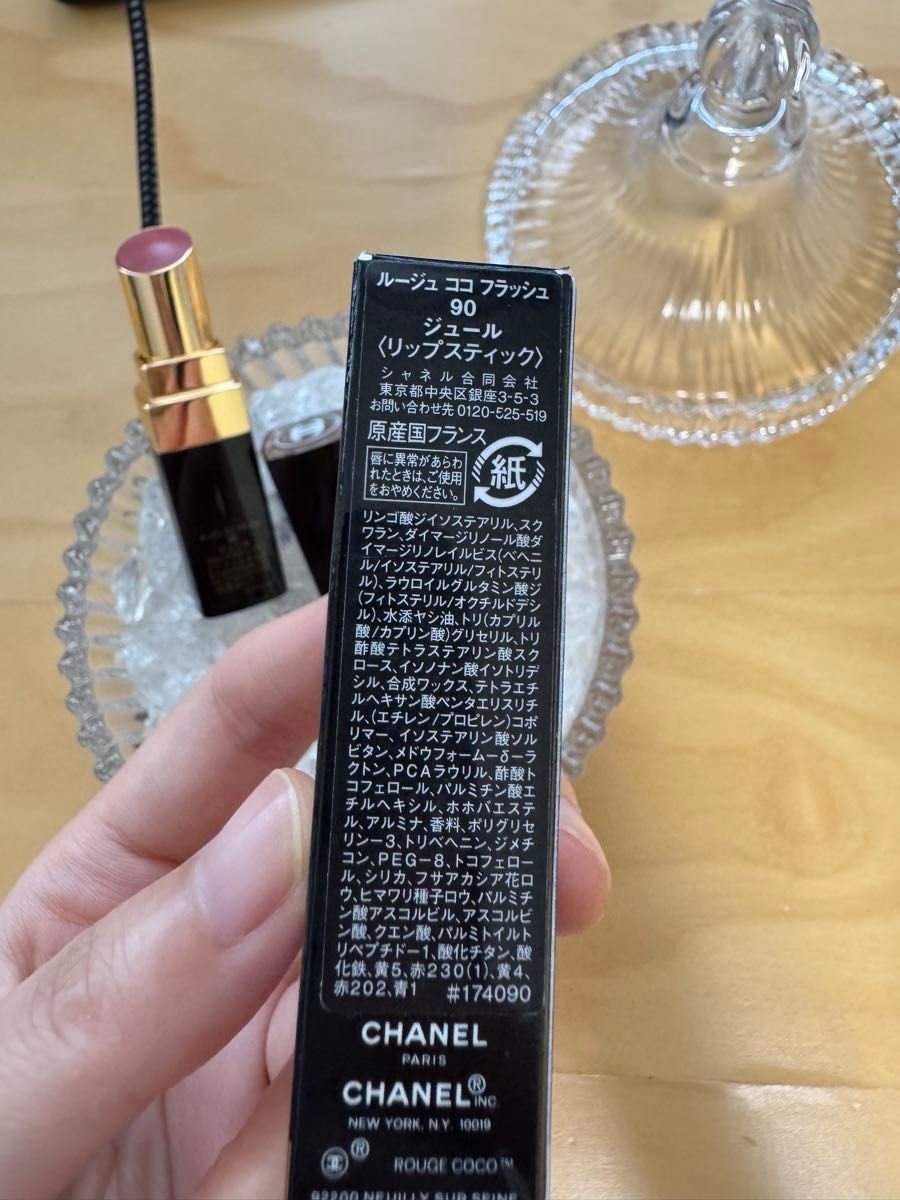 ルージュ ココ フラッシュ
90
ジュール
〈リップスティック〉
シャネル合同会社
東京都中央区銀座3-5-3
お問い合わせ先 0120-525-519
原産国フランス
唇に異常があらわ
れたときは、ご使用
をおやめください。
紙
リンゴ酸ジイソステアリル、スク
ワラン、ダイマージリノール酸ダ
イマージリノレイルビス(ベヘニ
ル/イソステアリル/フィトステリ
ル)、ラウロイルグルタミン酸ジ
(フィトステリル/オクチルドデシ
ル)、水添ヤシ油、トリ(カプリル
酸/カプリン酸)グリセリル、トリ
酢酸テトラステアリン酸スク
ロース、イソノナン酸イソトリデ
シル、合成ワックス、テトラエチ
ルヘキサン酸ペンタエリスリチ
ル、(エチレン/プロピレン)コポ
リマー、イソステアリン酸ソル
ビタン、メドウフォーム-δ-ラ
クトン、PCAラウリル、酢酸ト
コフェロール、パルミチン酸エ
チルヘキシル、ホホバエステ
ル、アルミナ、香料、ポリグリセ
リン-3、トリベヘニン、ジメチ
コン、PEG-8、トコフェロー
ル、シリカ、フサアカシア花ロ
ウ、ヒマワリ種子ロウ、パルミチ
ン酸アスコルビル、アスコルビ
ン酸、クエン酸、パルミトイルト
リペプチド-1、酸化チタン、酸
化鉄、黄5、赤230(1)、黄4、
赤202、青1 #174090
CHANEL
PARIS
CHANEL® INC.
NEW YORK, N.Y. 10019
®
ROUGE COCO™
92200 NEUILLY SUR SEINE